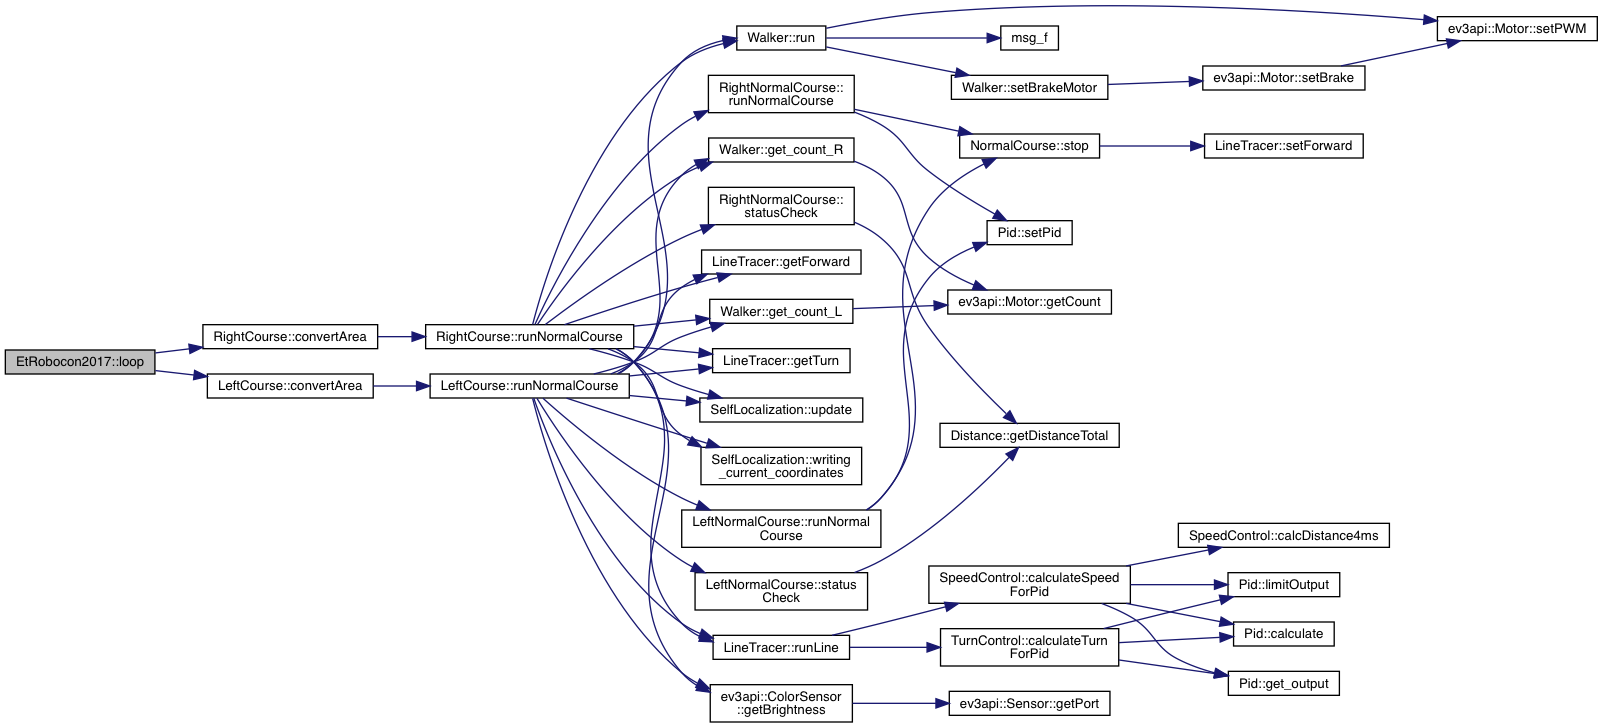 EtRobocon2017::loop
RightCourse::convertArea
LeftCourse::convertArea
RightCourse::runNormalCourse
LeftCourse::runNormalCourse
Walker::run
RightNormalCourse::
runNormalCourse
Walker::get_count_R
RightNormalCourse::
statusCheck
LineTracer::getForward
Walker::get_count_L
LineTracer::getTurn
SelfLocalization::update
SelfLocalization::writing
_current_coordinates
LeftNormalCourse::runNormal
Course
LeftNormalCourse::status
Check
LineTracer::runLine
ev3api::ColorSensor
::getBrightness
msg_f
Walker::setBrakeMotor
NormalCourse::stop
Pid::setPid
ev3api::Motor::getCount
Distance::getDistanceTotal
SpeedControl::calculateSpeed
ForPid
TurnControl::calculateTurn
ForPid
ev3api::Sensor::getPort
ev3api::Motor::setPWM
ev3api::Motor::setBrake
LineTracer::setForward
SpeedControl::calcDistance4ms
Pid::limitOutput
Pid::calculate
Pid::get_output